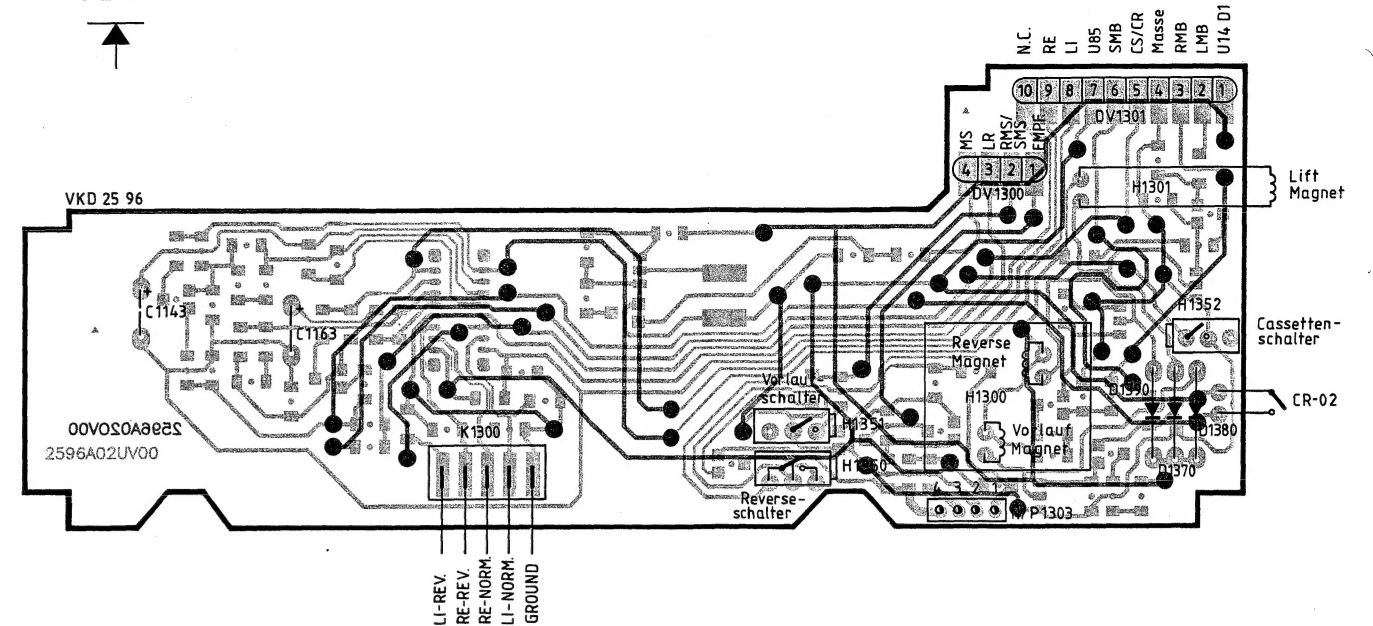 N.C.
RE
LI
U85
SMB
CS/CR
Masse
RMB
LMB
U14 D1
10 9 8 7 6 5 4 3 2 1
DV1301
MS
LR
RMS/
SMS
EMPF.
4 3 2 1
DV1300
H1301
Lift
Magnet
VKD 25 96
+
C1143
+
C1163
H1352
Cassetten-
schalter
Reverse
Magnet
H1300
Vorlauf
Magnet
Vorlauf
schalter
H1351
H1350
Reverse-
schalter
D1390
CR-02
D1380
D1370
2596A02OV00
2596A02UV00
K1300
4 3 2 1
P1303
LI-REV.
RE-REV.
RE-NORM.
LI-NORM.
GROUND